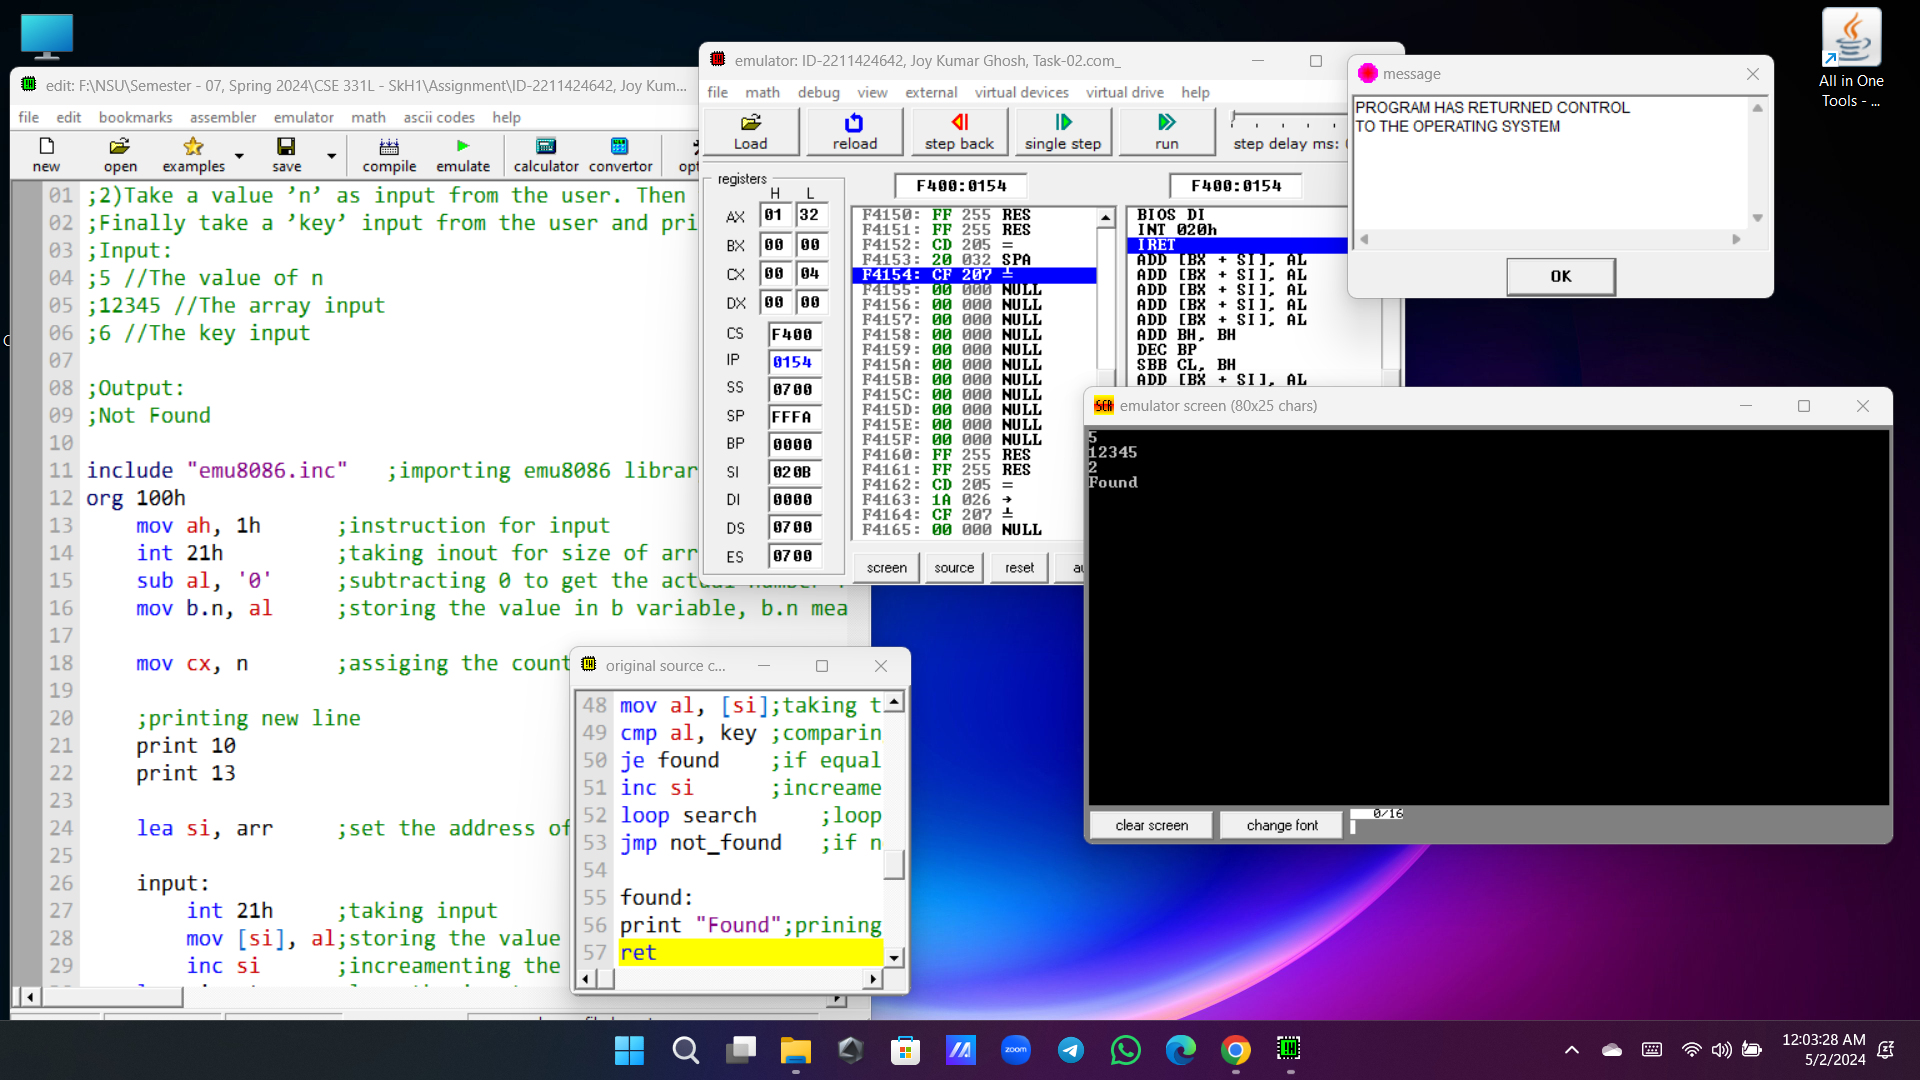 edit: F:\NSU\Semester - 07, Spring 2024\CSE 331L - SkH1\Assignment\ID-2211424642, Joy Kum...
file edit bookmarks assembler emulator math ascii codes help
new open examples save compile emulate calculator convertor
01 ;2)Take a value ’n’ as input from the user. Then
02 ;Finally take a ’key’ input from the user and pri
03 ;Input:
04 ;5 //The value of n
05 ;12345 //The array input
06 ;6 //The key input
07
08 ;Output:
09 ;Not Found
10
11 include "emu8086.inc" ;importing emu8086 librar
12 org 100h
13 mov ah, 1h ;instruction for input
14 int 21h ;taking inout for size of arr
15 sub al, '0' ;subtracting 0 to get the actual number
16 mov b.n, al ;storing the value in b variable, b.n mea
17
18 mov cx, n ;assiging the count
19
20 ;printing new line
21 print 10
22 print 13
23
24 lea si, arr ;set the address of
25
26 input:
27 int 21h ;taking input
28 mov [si], al;storing the value
29 inc si ;increamenting the
emulator: ID-2211424642, Joy Kumar Ghosh, Task-02.com_
file math debug view external virtual devices virtual drive help
Load reload step back single step run step delay ms:
registers
H L
AX 01 32
BX 00 00
CX 00 04
DX 00 00
CS F400
IP 0154
SS 0700
SP FFFA
BP 0000
SI 020B
DI 0000
DS 0700
ES 0700
F400:0154 F400:0154
F4150: FF 255 RES
F4151: FF 255 RES
F4152: CD 205 =
F4153: 20 032 SPA
F4154: CF 207 ╧
F4155: 00 000 NULL
F4156: 00 000 NULL
F4157: 00 000 NULL
F4158: 00 000 NULL
F4159: 00 000 NULL
F415A: 00 000 NULL
F415B: 00 000 NULL
F415C: 00 000 NULL
F415D: 00 000 NULL
F415E: 00 000 NULL
F415F: 00 000 NULL
F4160: FF 255 RES
F4161: FF 255 RES
F4162: CD 205 =
F4163: 1A 026 →
F4164: CF 207 ╧
F4165: 00 000 NULL
BIOS DI
INT 020h
IRET
ADD [BX + SI], AL
ADD [BX + SI], AL
ADD [BX + SI], AL
ADD [BX + SI], AL
ADD [BX + SI], AL
ADD BH, BH
DEC BP
SBB CL, BH
ADD [BX + SI], AL
screen source reset
message
PROGRAM HAS RETURNED CONTROL
TO THE OPERATING SYSTEM
OK
All in One
Tools - ...
SCR emulator screen (80x25 chars)
5
12345
2
Found
clear screen change font 0/16
original source c...
48 mov al, [si];taking t
49 cmp al, key ;comparin
50 je found ;if equal
51 inc si ;increame
52 loop search ;loop
53 jmp not_found ;if n
54
55 found:
56 print "Found";prining
57 ret
zoom
12:03:28 AM
5/2/2024